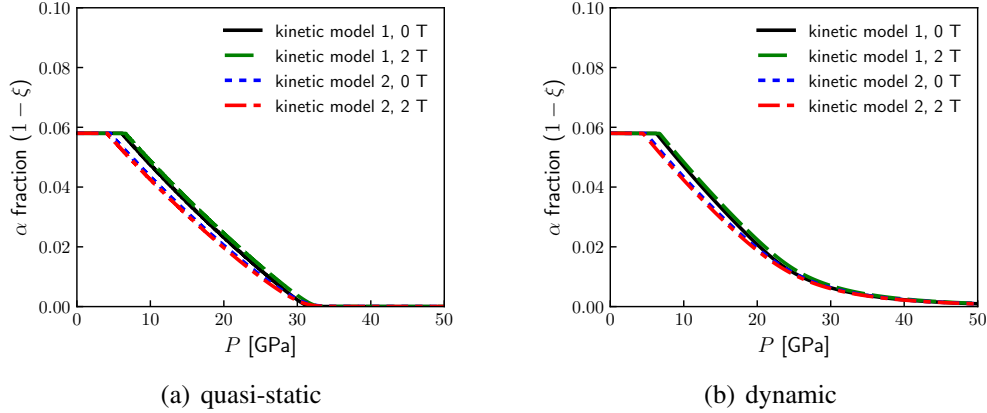 0.10
0.08
0.06
0.04
0.02
0.00
α fraction (1 − ξ)
kinetic model 1, 0 T
kinetic model 1, 2 T
kinetic model 2, 0 T
kinetic model 2, 2 T
0 10 20 30 40 50
P [GPa]
(a) quasi-static
0.10
0.08
0.06
0.04
0.02
0.00
α fraction (1 − ξ)
kinetic model 1, 0 T
kinetic model 1, 2 T
kinetic model 2, 0 T
kinetic model 2, 2 T
0 10 20 30 40 50
P [GPa]
(b) dynamic